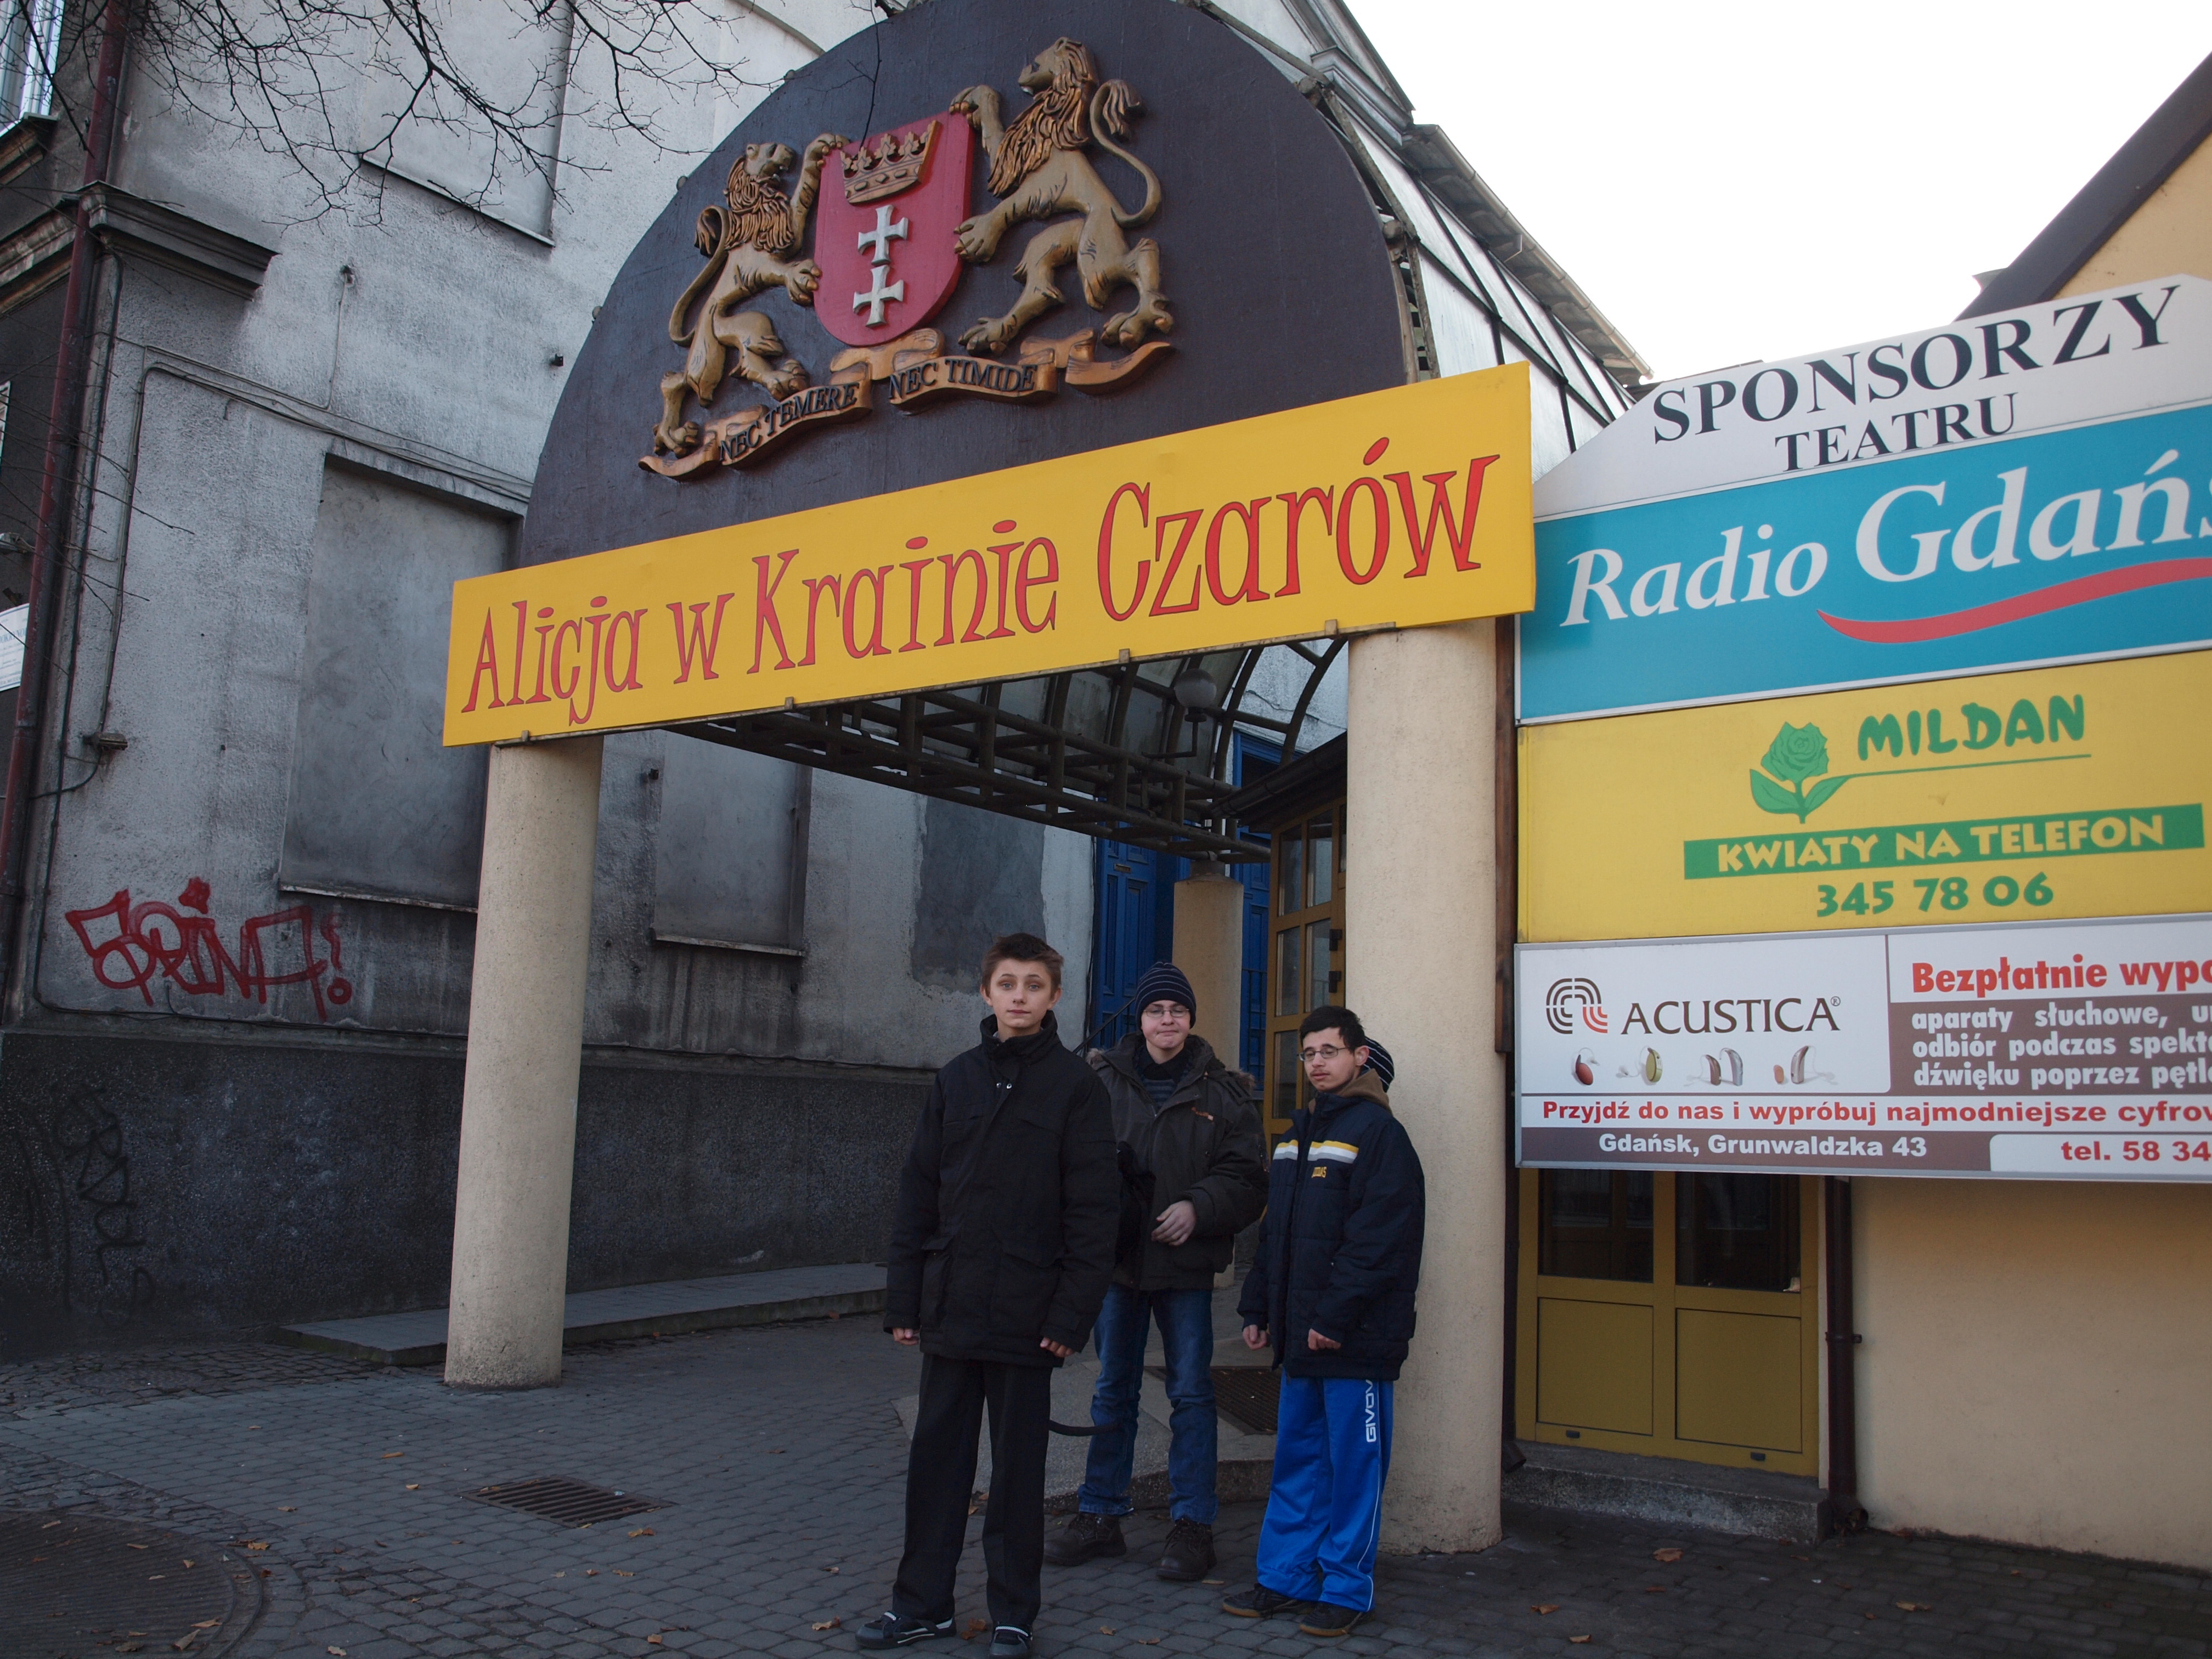 NEC TEMERE NEC TIMIDE
Alicja w Krainie Czarów
SPONSORZY
TEATRU
Radio Gdańs
MILDAN
KWIATY NA TELEFON
345 78 06
ACUSTICA®
Bezpłatnie wypo
aparaty słuchowe, u
odbiór podczas spekt
dźwięku poprzez pętl
Przyjdź do nas i wypróbuj najmodniejsze cyfrow
Gdańsk, Grunwaldzka 43
tel. 58 34
GIVOVA